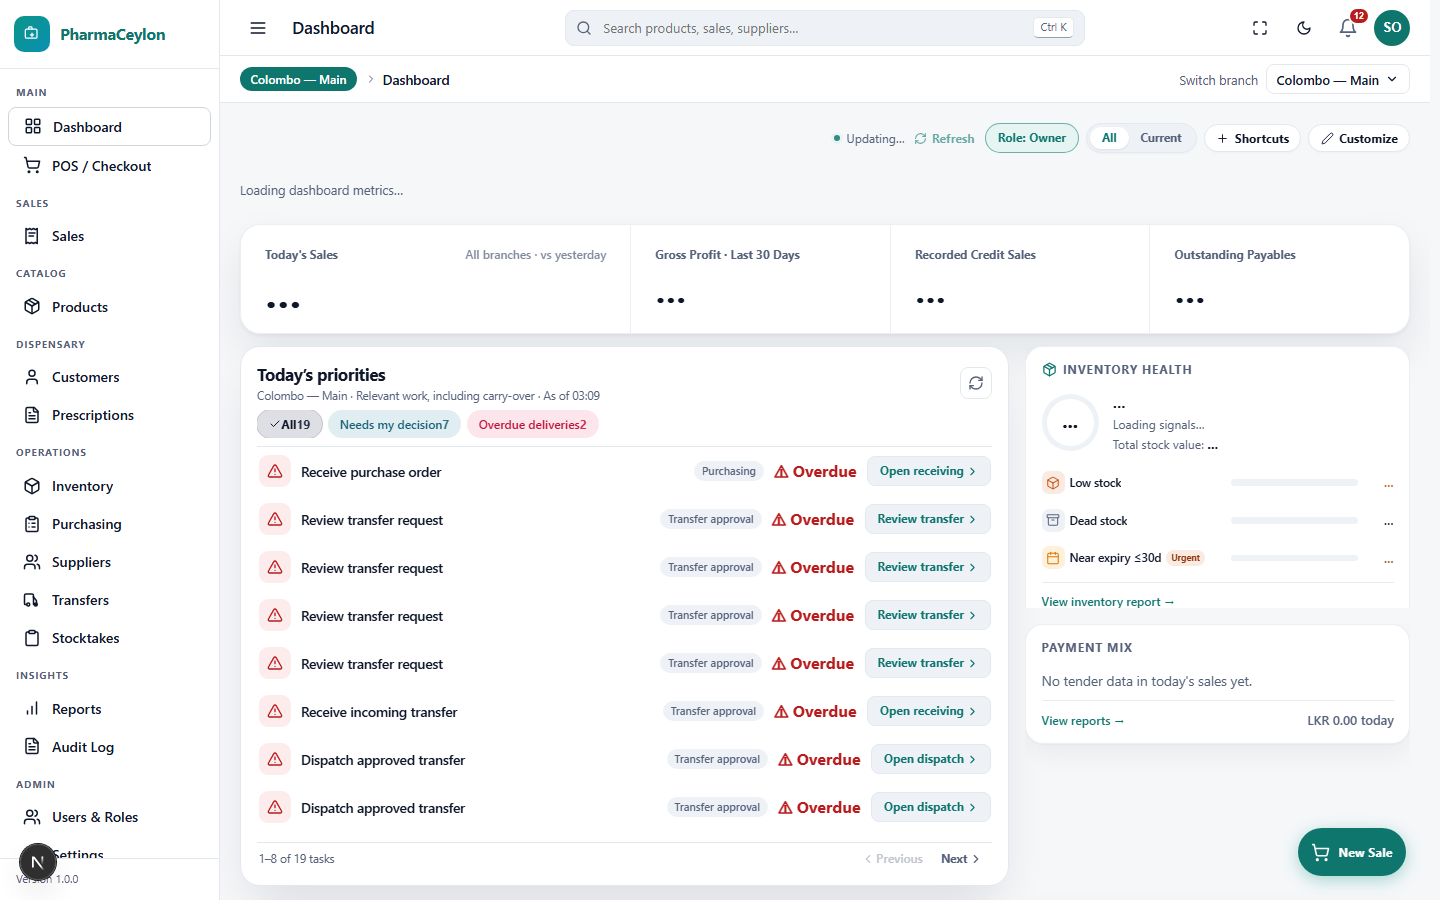 PharmaCeylon
Dashboard
Search products, sales, suppliers...
Ctrl K
12
SO
MAIN
Dashboard
POS / Checkout
SALES
Sales
CATALOG
Products
DISPENSARY
Customers
Prescriptions
OPERATIONS
Inventory
Purchasing
Suppliers
Transfers
Stocktakes
INSIGHTS
Reports
Audit Log
ADMIN
Users & Roles
Settings
N
Version 1.0.0
Colombo — Main
Dashboard
Switch branch
Colombo — Main
Updating...
Refresh
Role: Owner
All
Current
Shortcuts
Customize
Loading dashboard metrics...
Today's Sales
All branches · vs yesterday
...
Gross Profit · Last 30 Days
...
Recorded Credit Sales
...
Outstanding Payables
...
Today's priorities
Colombo — Main · Relevant work, including carry-over · As of 03:09
All19
Needs my decision7
Overdue deliveries2
Receive purchase order Purchasing Overdue Open receiving
Review transfer request Transfer approval Overdue Review transfer
Review transfer request Transfer approval Overdue Review transfer
Review transfer request Transfer approval Overdue Review transfer
Review transfer request Transfer approval Overdue Review transfer
Receive incoming transfer Transfer approval Overdue Open receiving
Dispatch approved transfer Transfer approval Overdue Open dispatch
Dispatch approved transfer Transfer approval Overdue Open dispatch
1–8 of 19 tasks
Previous
Next
INVENTORY HEALTH
...
...
Loading signals...
Total stock value: ...
Low stock ...
Dead stock ...
Near expiry ≤30d Urgent ...
View inventory report →
PAYMENT MIX
No tender data in today's sales yet.
View reports →
LKR 0.00 today
New Sale